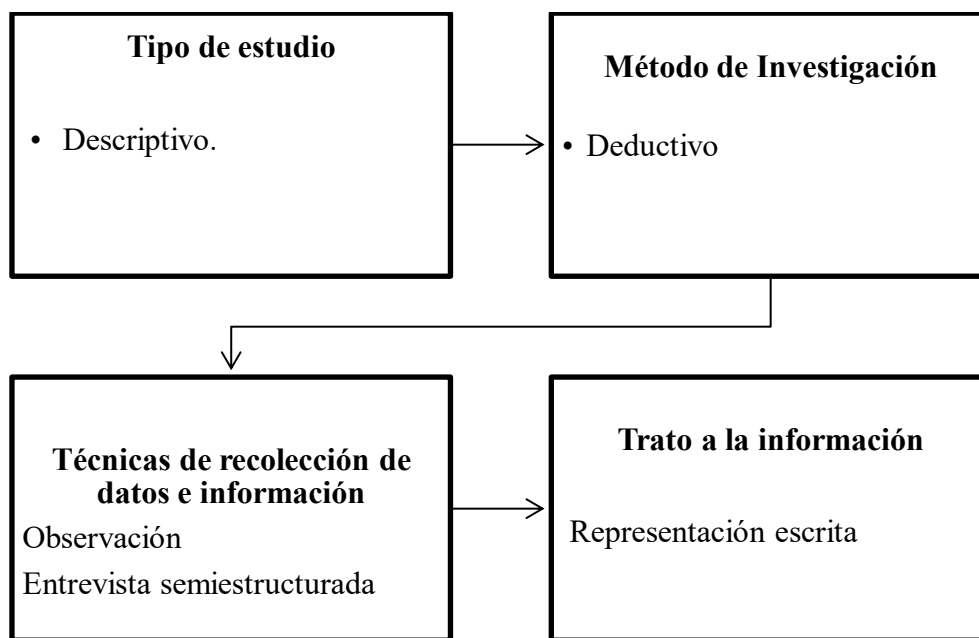 Tipo de estudio
• Descriptivo.
Método de Investigación
• Deductivo
Técnicas de recolección de
datos e información
Observación
Entrevista semiestructurada
Trato a la información
Representación escrita